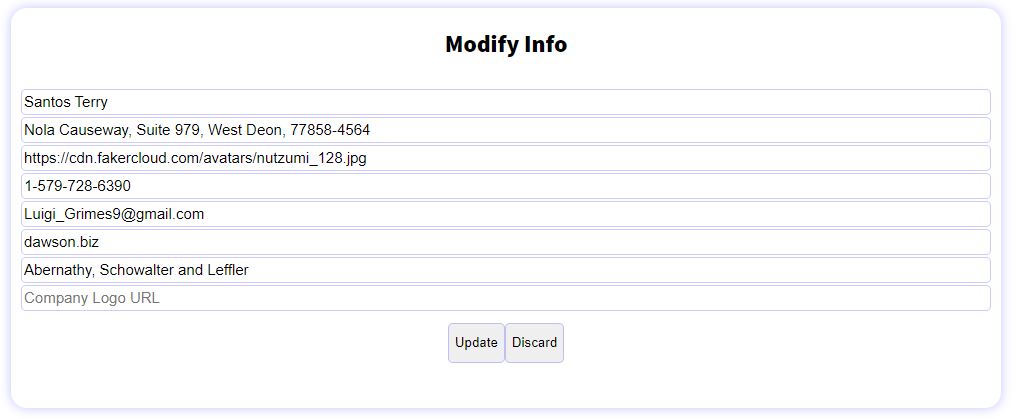 Modify Info
Santos Terry
Nola Causeway, Suite 979, West Deon, 77858-4564
https://cdn.fakercloud.com/avatars/nutzumi_128.jpg
1-579-728-6390
Luigi_Grimes9@gmail.com
dawson.biz
Abernathy, Schowalter and Leffler
Company Logo URL
Update Discard